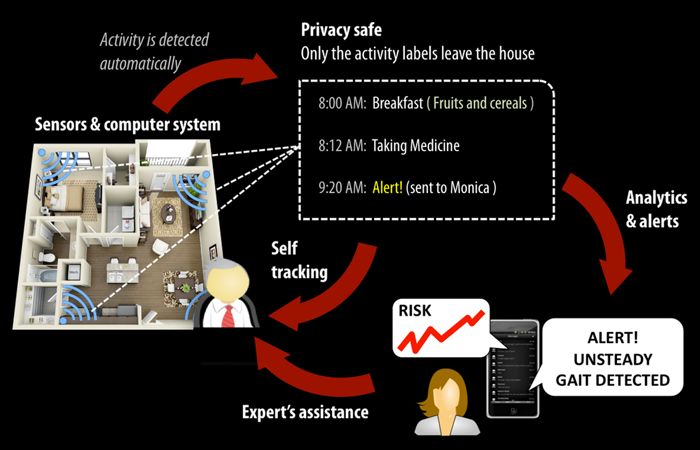 Activity is detected
automatically
Privacy safe
Only the activity labels leave the house
Sensors & computer system
8:00 AM: Breakfast ( Fruits and cereals )
8:12 AM: Taking Medicine
9:20 AM: Alert! (sent to Monica )
Analytics
& alerts
Self
tracking
RISK
ALERT!
UNSTEADY
GAIT DETECTED
Expert's assistance